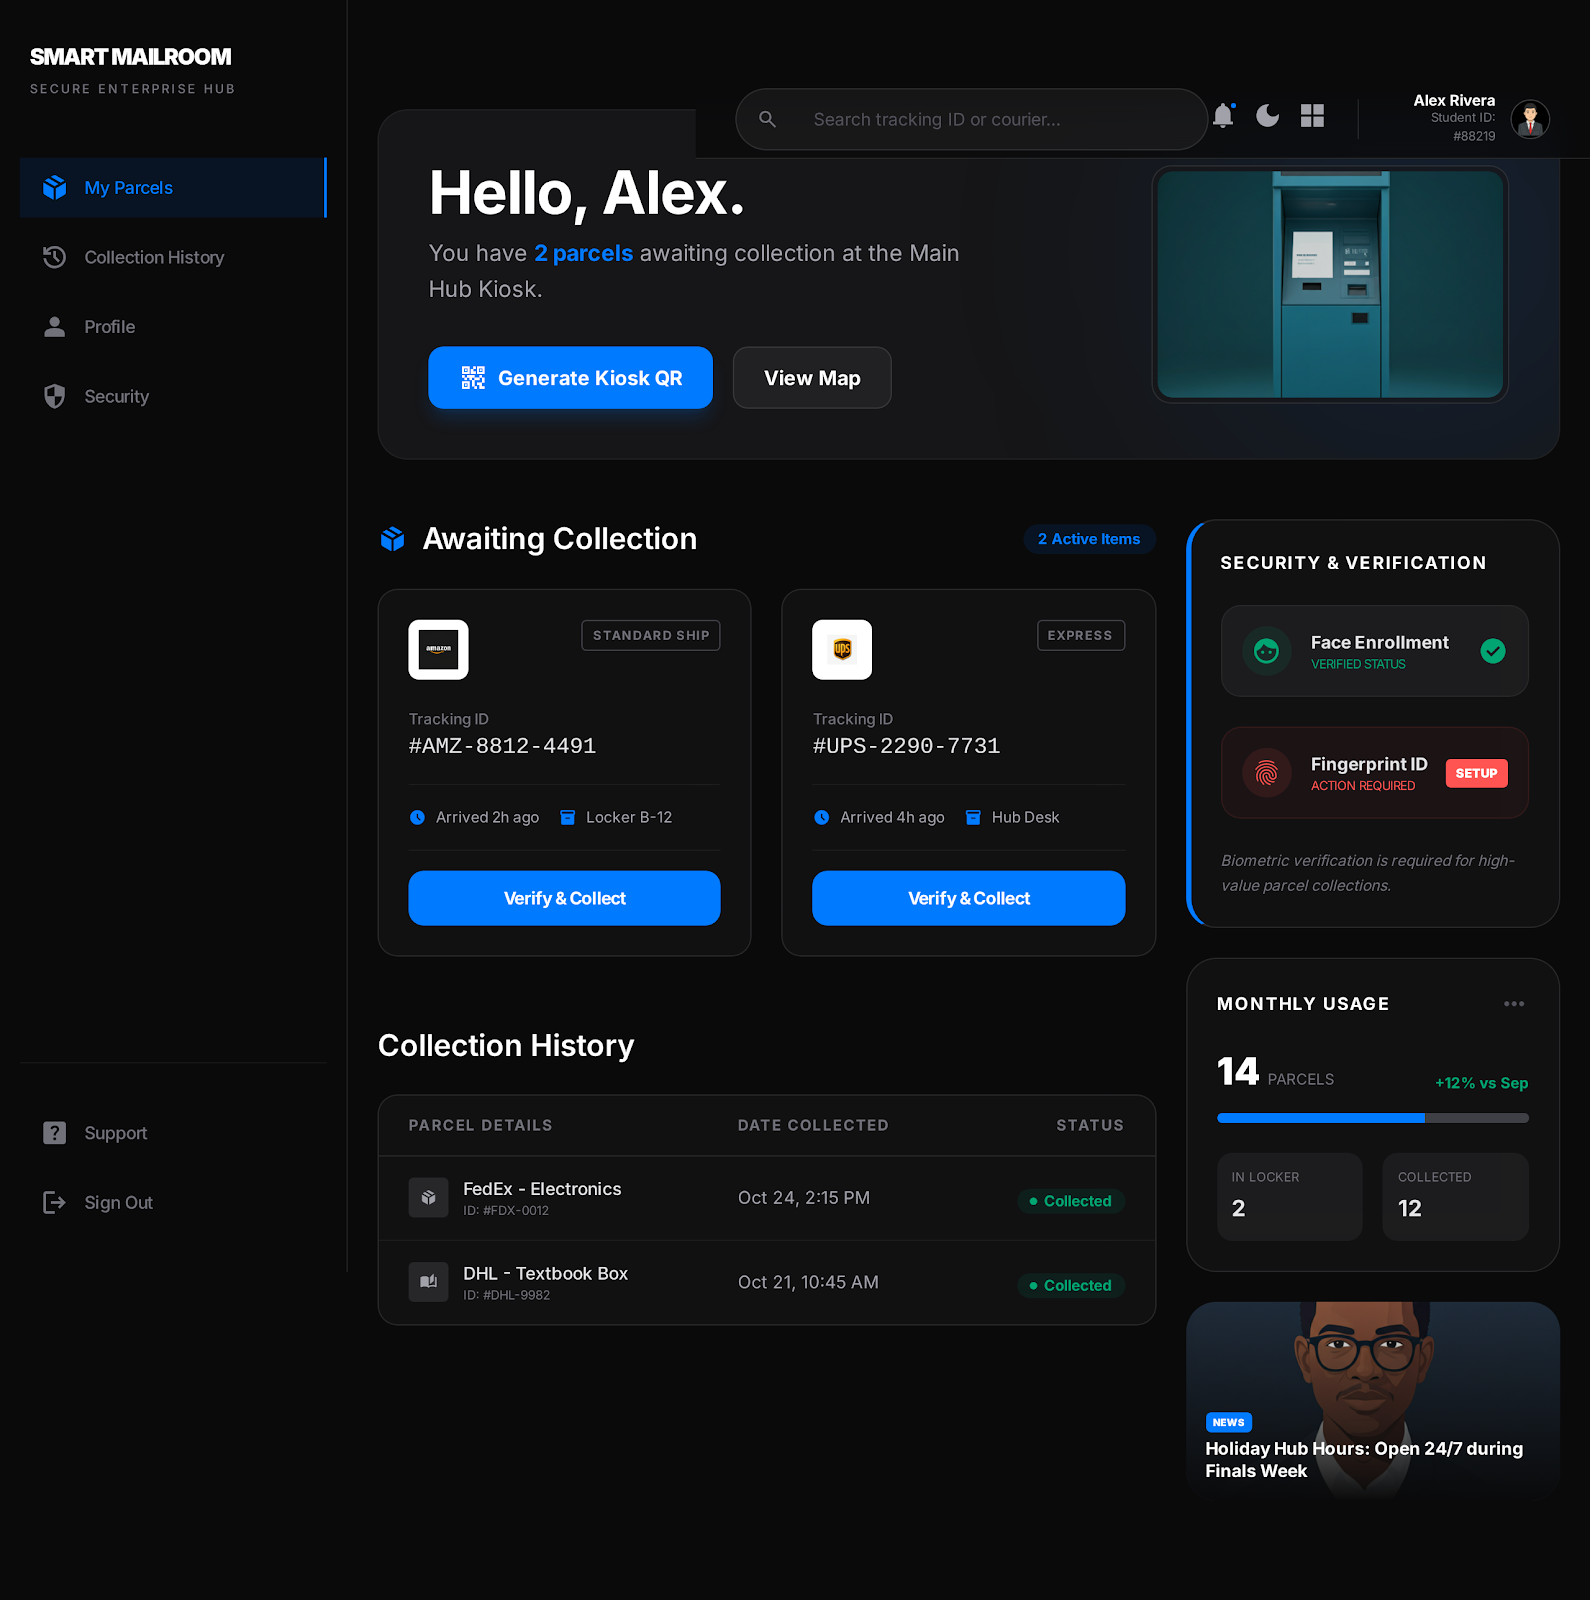 SMART MAILROOM
SECURE ENTERPRISE HUB
My Parcels
Collection History
Profile
Security
Support
Sign Out
Search tracking ID or courier...
Alex Rivera
Student ID:
#88219
Hello, Alex.
You have 2 parcels awaiting collection at the Main
Hub Kiosk.
Generate Kiosk QR
View Map
Awaiting Collection
2 Active Items
amazon
STANDARD SHIP
Tracking ID
#AMZ-8812-4491
Arrived 2h ago
Locker B-12
Verify & Collect
ups
EXPRESS
Tracking ID
#UPS-2290-7731
Arrived 4h ago
Hub Desk
Verify & Collect
Collection History
PARCEL DETAILS
DATE COLLECTED
STATUS
FedEx - Electronics
ID: #FDX-0012
Oct 24, 2:15 PM
Collected
DHL - Textbook Box
ID: #DHL-9982
Oct 21, 10:45 AM
Collected
SECURITY & VERIFICATION
Face Enrollment
VERIFIED STATUS
Fingerprint ID
ACTION REQUIRED
SETUP
Biometric verification is required for high-
value parcel collections.
MONTHLY USAGE
14 PARCELS
+12% vs Sep
IN LOCKER
2
COLLECTED
12
NEWS
Holiday Hub Hours: Open 24/7 during
Finals Week